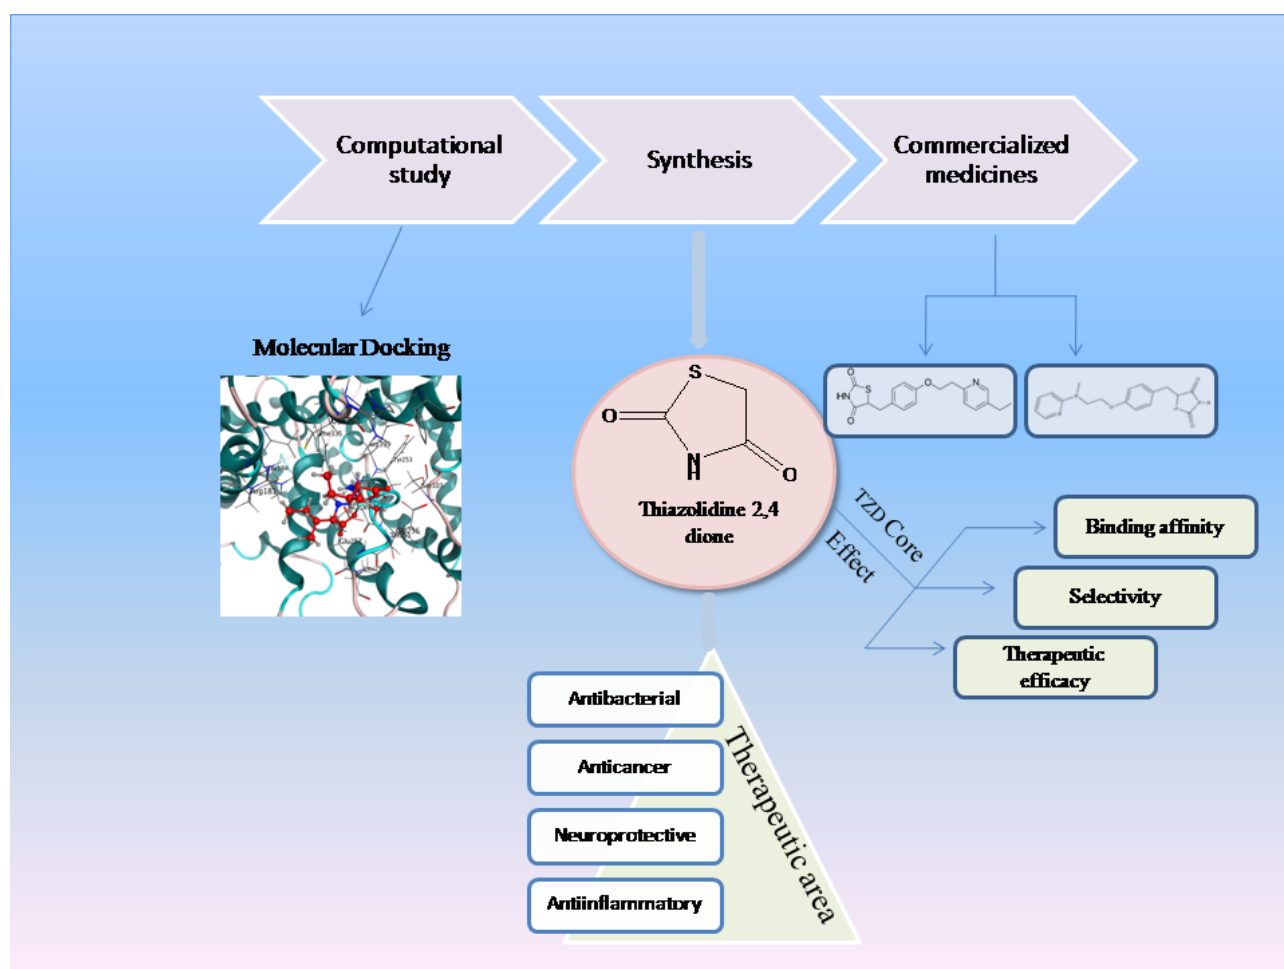 Computational
study
Synthesis
Commercialized
medicines
Molecular Docking
S
O
N
H
O
Thiazolidine 2,4
dione
O
S
HN
O
O
N
N
O
O
TZD Core
Effect
Binding affinity
Selectivity
Therapeutic
efficacy
Antibacterial
Anticancer
Neuroprotective
Antiinflammatory
Therapeutic area